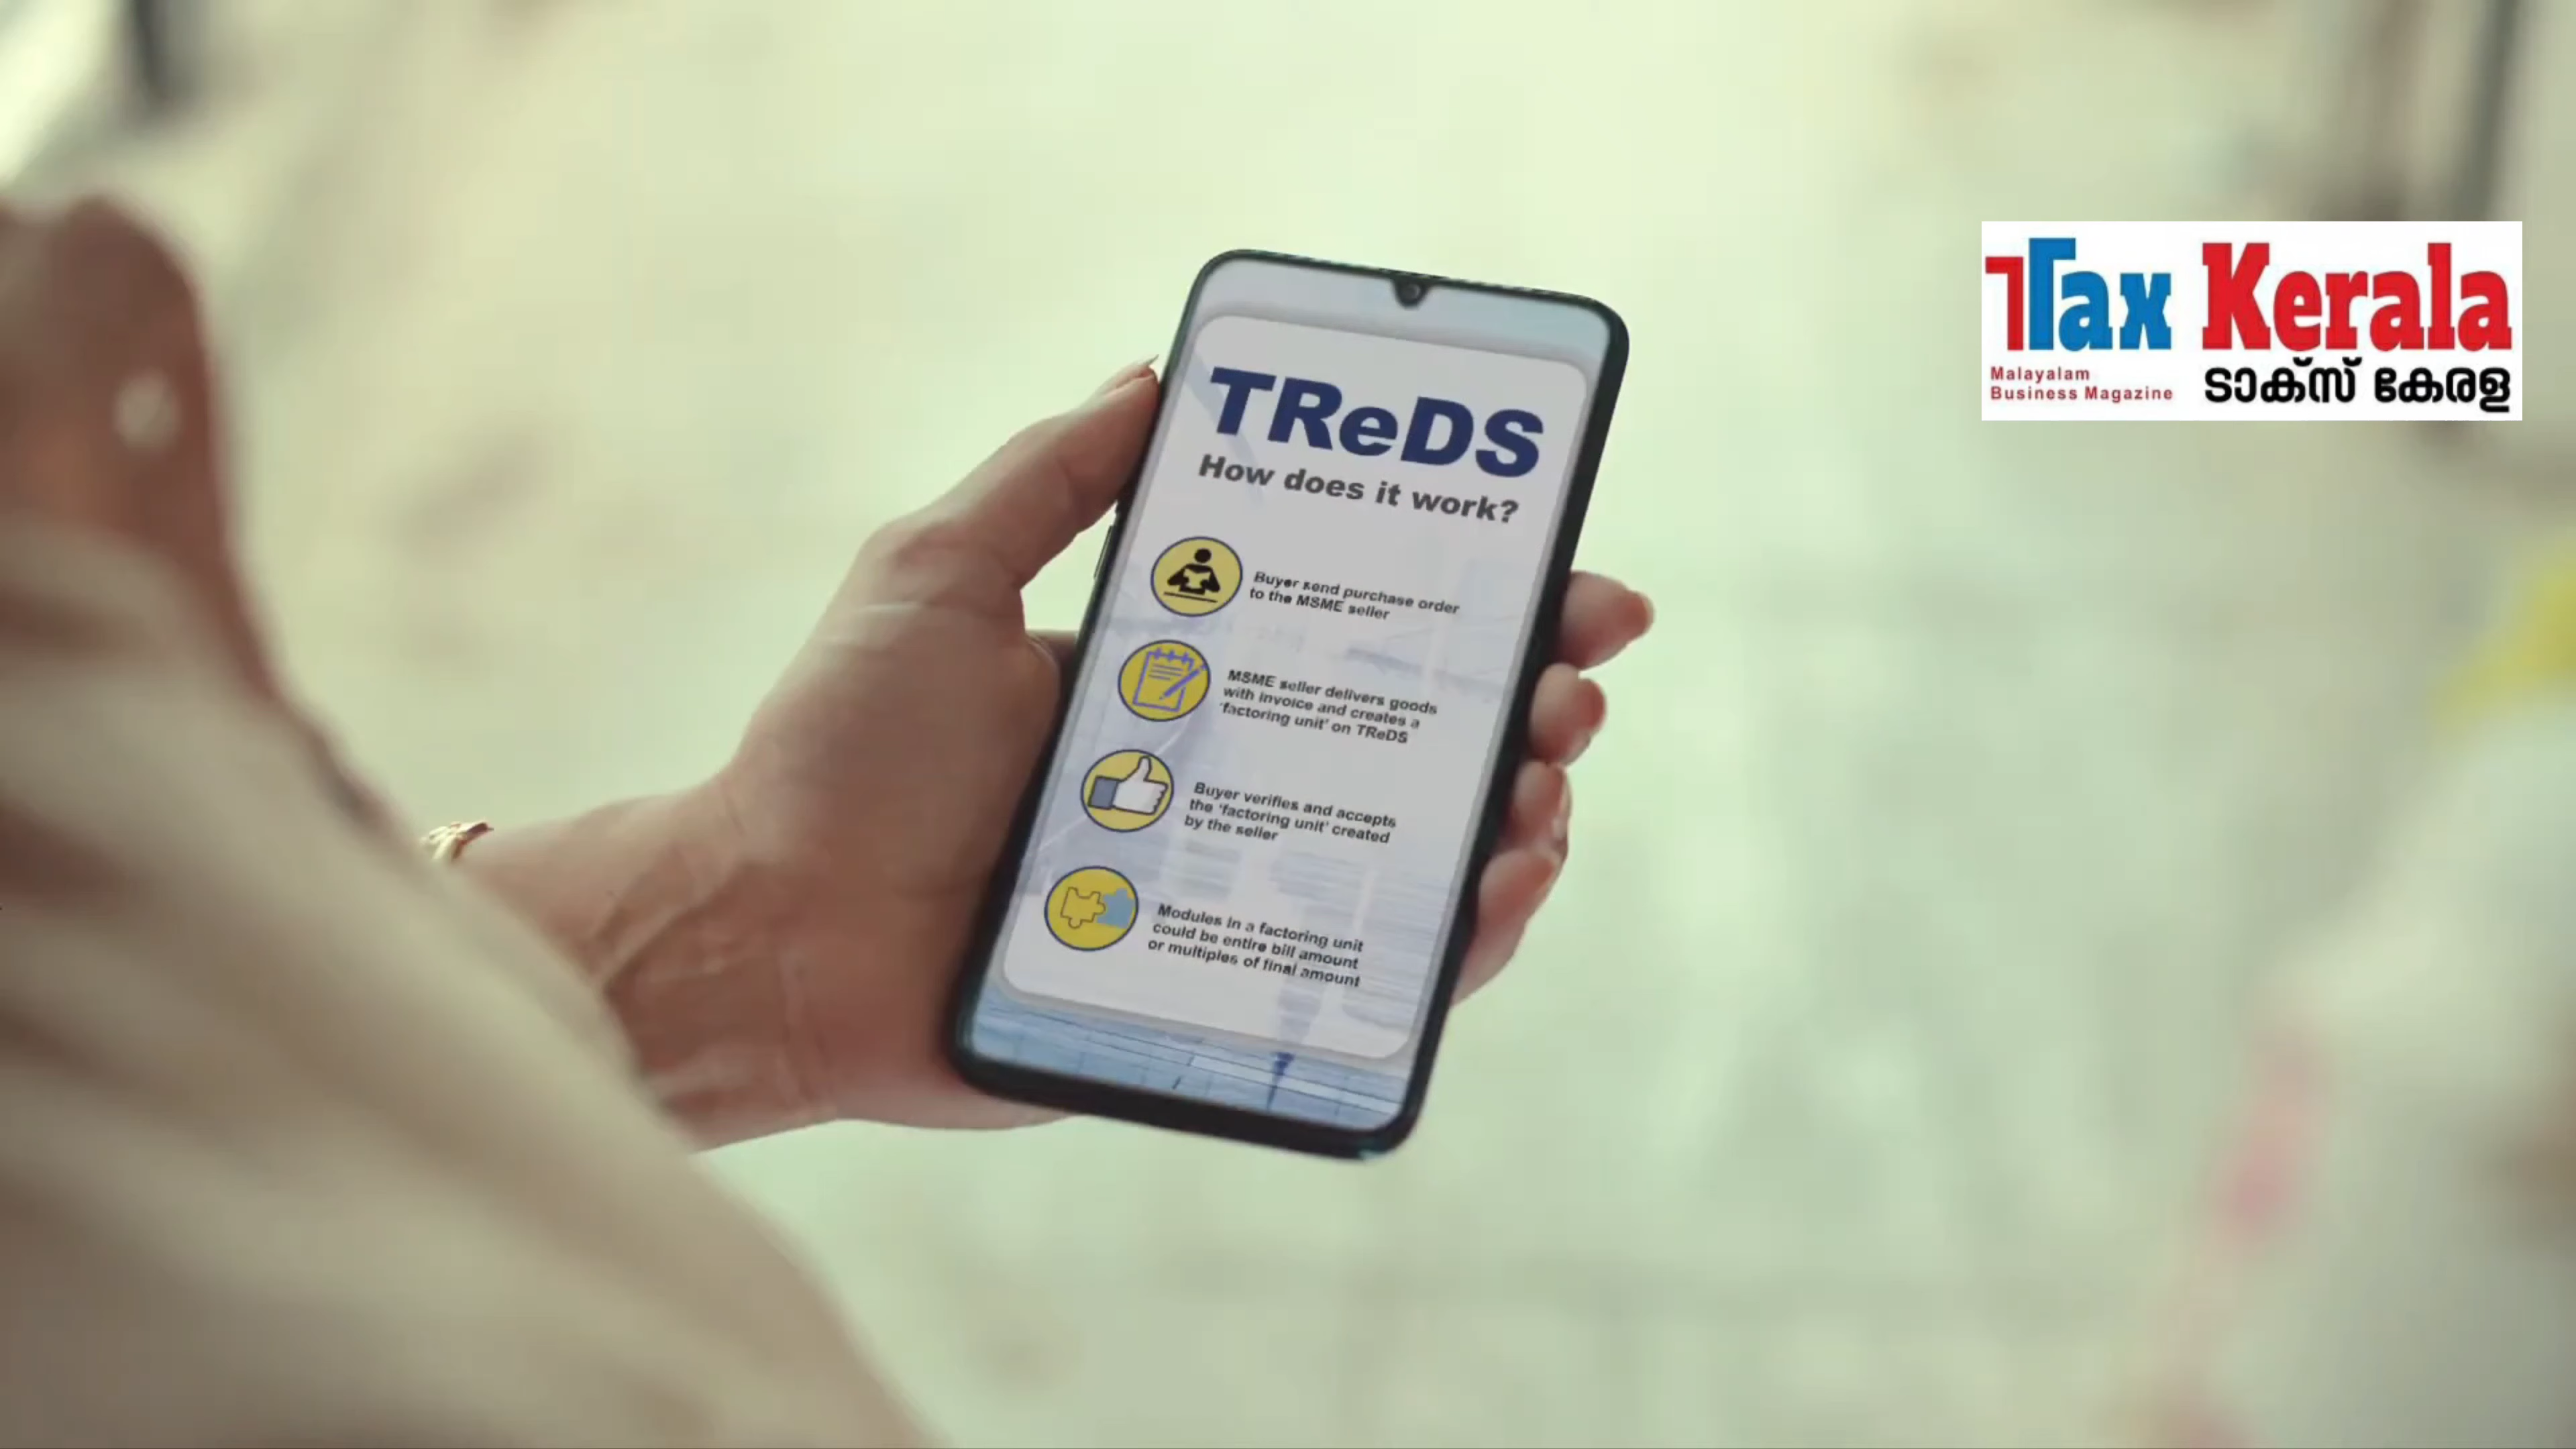 TReDS
How does it work?
Buyer send purchase order
to the MSME seller
MSME seller delivers goods
with invoice and creates a
'factoring unit' on TReDS
Buyer verifies and accepts
the 'factoring unit' created
by the seller
Modules in a factoring unit
could be entire bill amount
or multiples of final amount
Tax Kerala
Malayalam
Business Magazine
ടാക്സ് കേരള